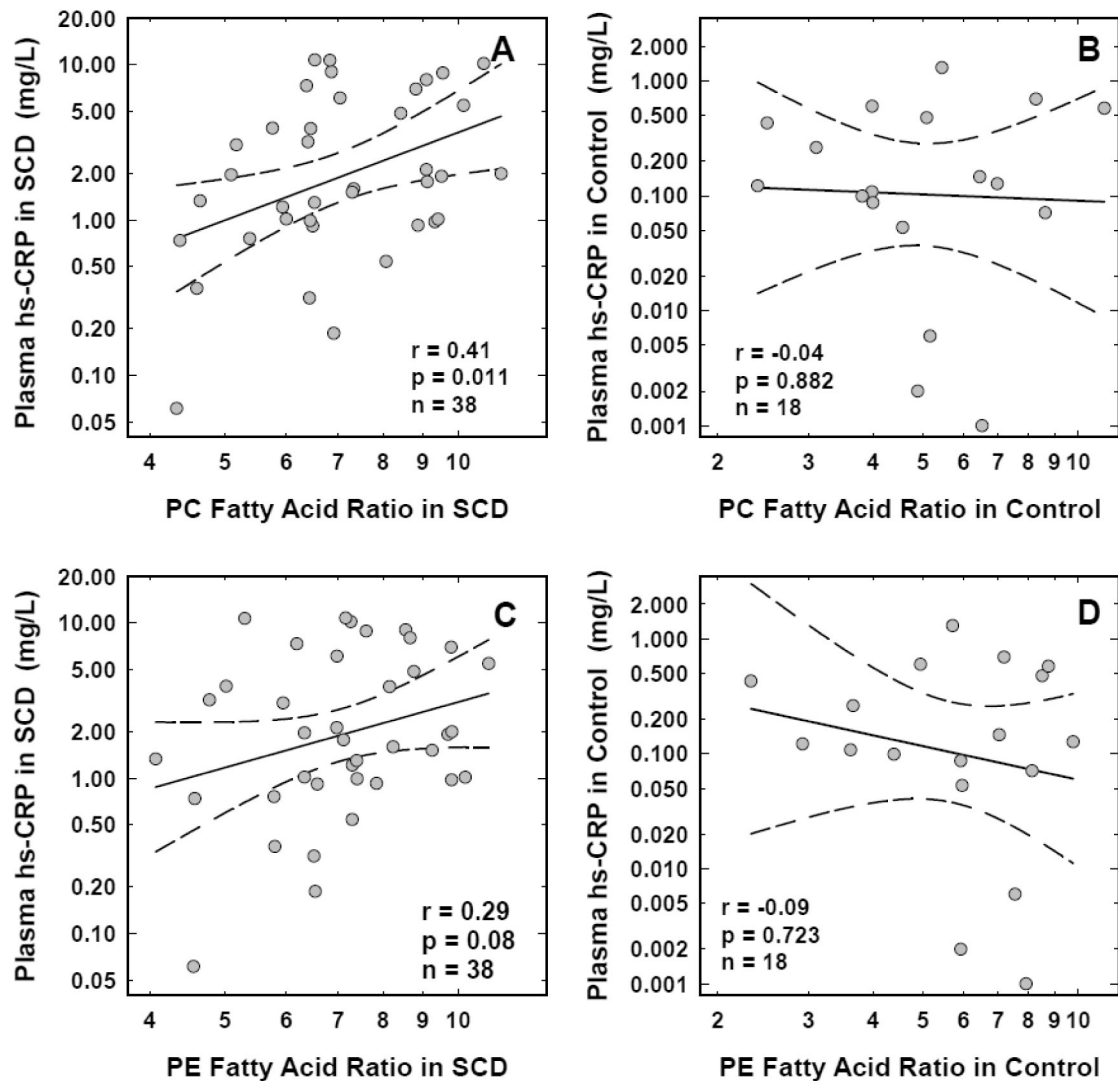 A
Plasma hs-CRP in SCD (mg/L)
20.00
10.00
5.00
2.00
1.00
0.50
0.20
0.10
0.05
r = 0.41
p = 0.011
n = 38
4 5 6 7 8 9 10
PC Fatty Acid Ratio in SCD
B
Plasma hs-CRP in Control (mg/L)
2.000
1.000
0.500
0.200
0.100
0.050
0.020
0.010
0.005
0.002
0.001
r = -0.04
p = 0.882
n = 18
2 3 4 5 6 7 8 9 10
PC Fatty Acid Ratio in Control
C
Plasma hs-CRP in SCD (mg/L)
20.00
10.00
5.00
2.00
1.00
0.50
0.20
0.10
0.05
r = 0.29
p = 0.08
n = 38
4 5 6 7 8 9 10
PE Fatty Acid Ratio in SCD
D
Plasma hs-CRP in Control (mg/L)
2.000
1.000
0.500
0.200
0.100
0.050
0.020
0.010
0.005
0.002
0.001
r = -0.09
p = 0.723
n = 18
2 3 4 5 6 7 8 9 10
PE Fatty Acid Ratio in Control